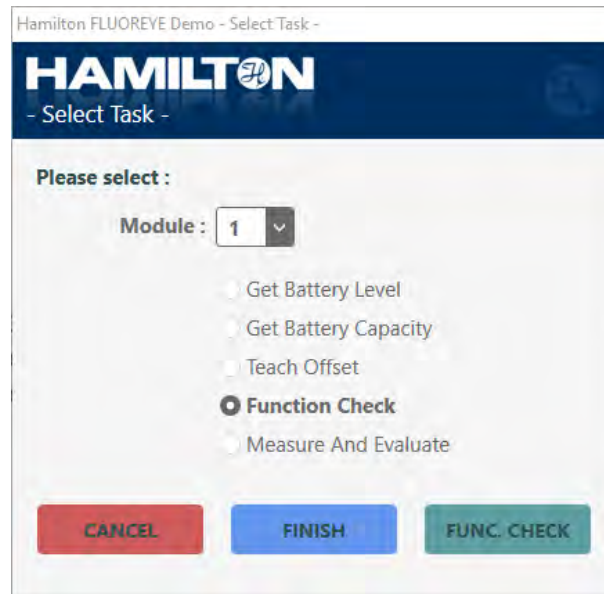 Hamilton FLUOREYE Demo - Select Task -
HAMILTON
- Select Task -
Please select :
Module : 1
Get Battery Level
Get Battery Capacity
Teach Offset
Function Check
Measure And Evaluate
CANCEL FINISH FUNC. CHECK